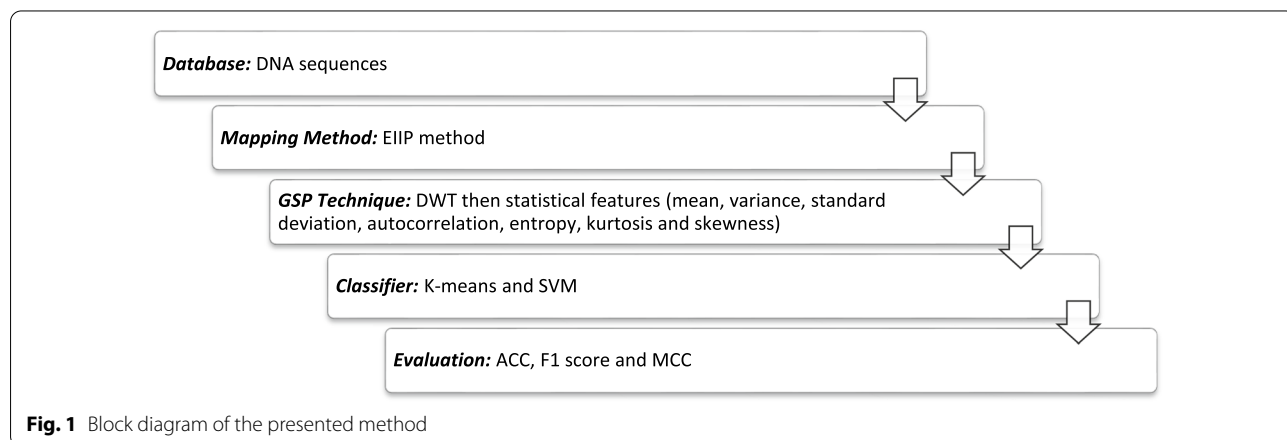 Database: DNA sequences
Mapping Method: EIIP method
GSP Technique: DWT then statistical features (mean, variance, standard
deviation, autocorrelation, entropy, kurtosis and skewness)
Classifier: K-means and SVM
Evaluation: ACC, F1 score and MCC
Fig. 1 Block diagram of the presented method